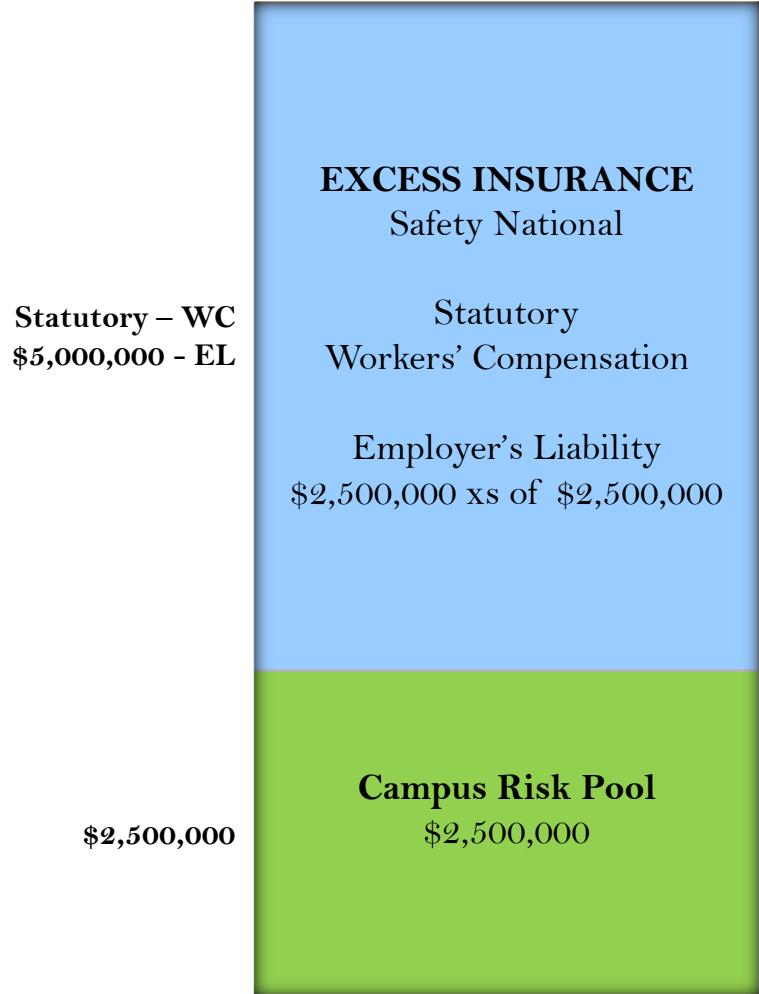 EXCESS INSURANCE
Safety National
Statutory – WC
$5,000,000 - EL
Statutory
Workers’ Compensation
Employer’s Liability
$2,500,000 xs of $2,500,000
Campus Risk Pool
$2,500,000
$2,500,000